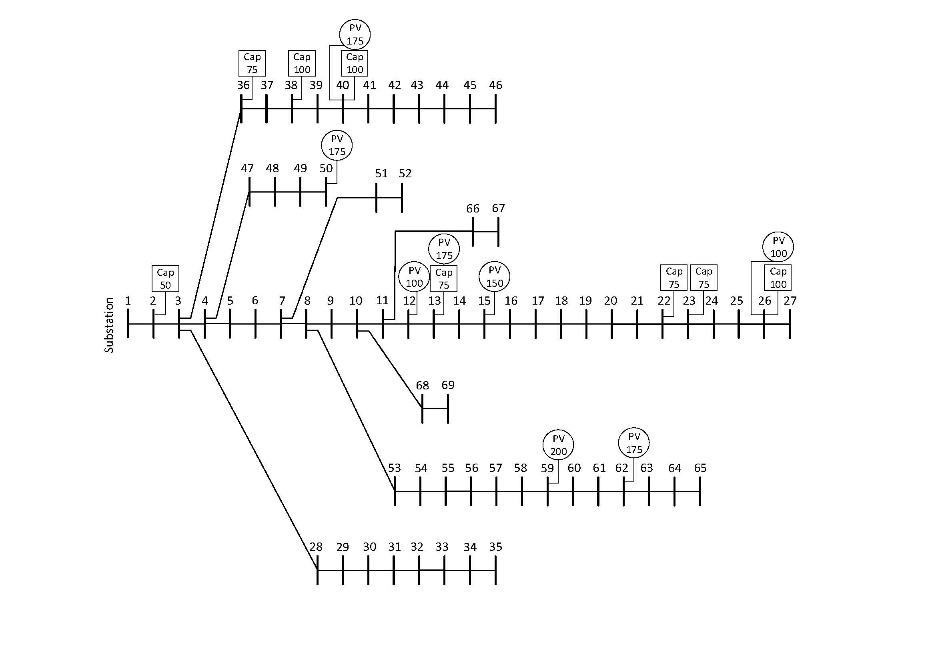 PV
175
Cap
75
Cap
100
Cap
100
36 37 38 39 40 41 42 43 44 45 46
PV
175
47 48 49 50
51 52
66 67
PV
175
PV
100
Cap
75
PV
150
Cap
75
Cap
75
PV
100
Cap
100
Cap
50
Substation
1 2 3 4 5 6 7 8 9 10 11 12 13 14 15 16 17 18 19 20 21 22 23 24 25 26 27
68 69
PV
200
PV
175
53 54 55 56 57 58 59 60 61 62 63 64 65
28 29 30 31 32 33 34 35